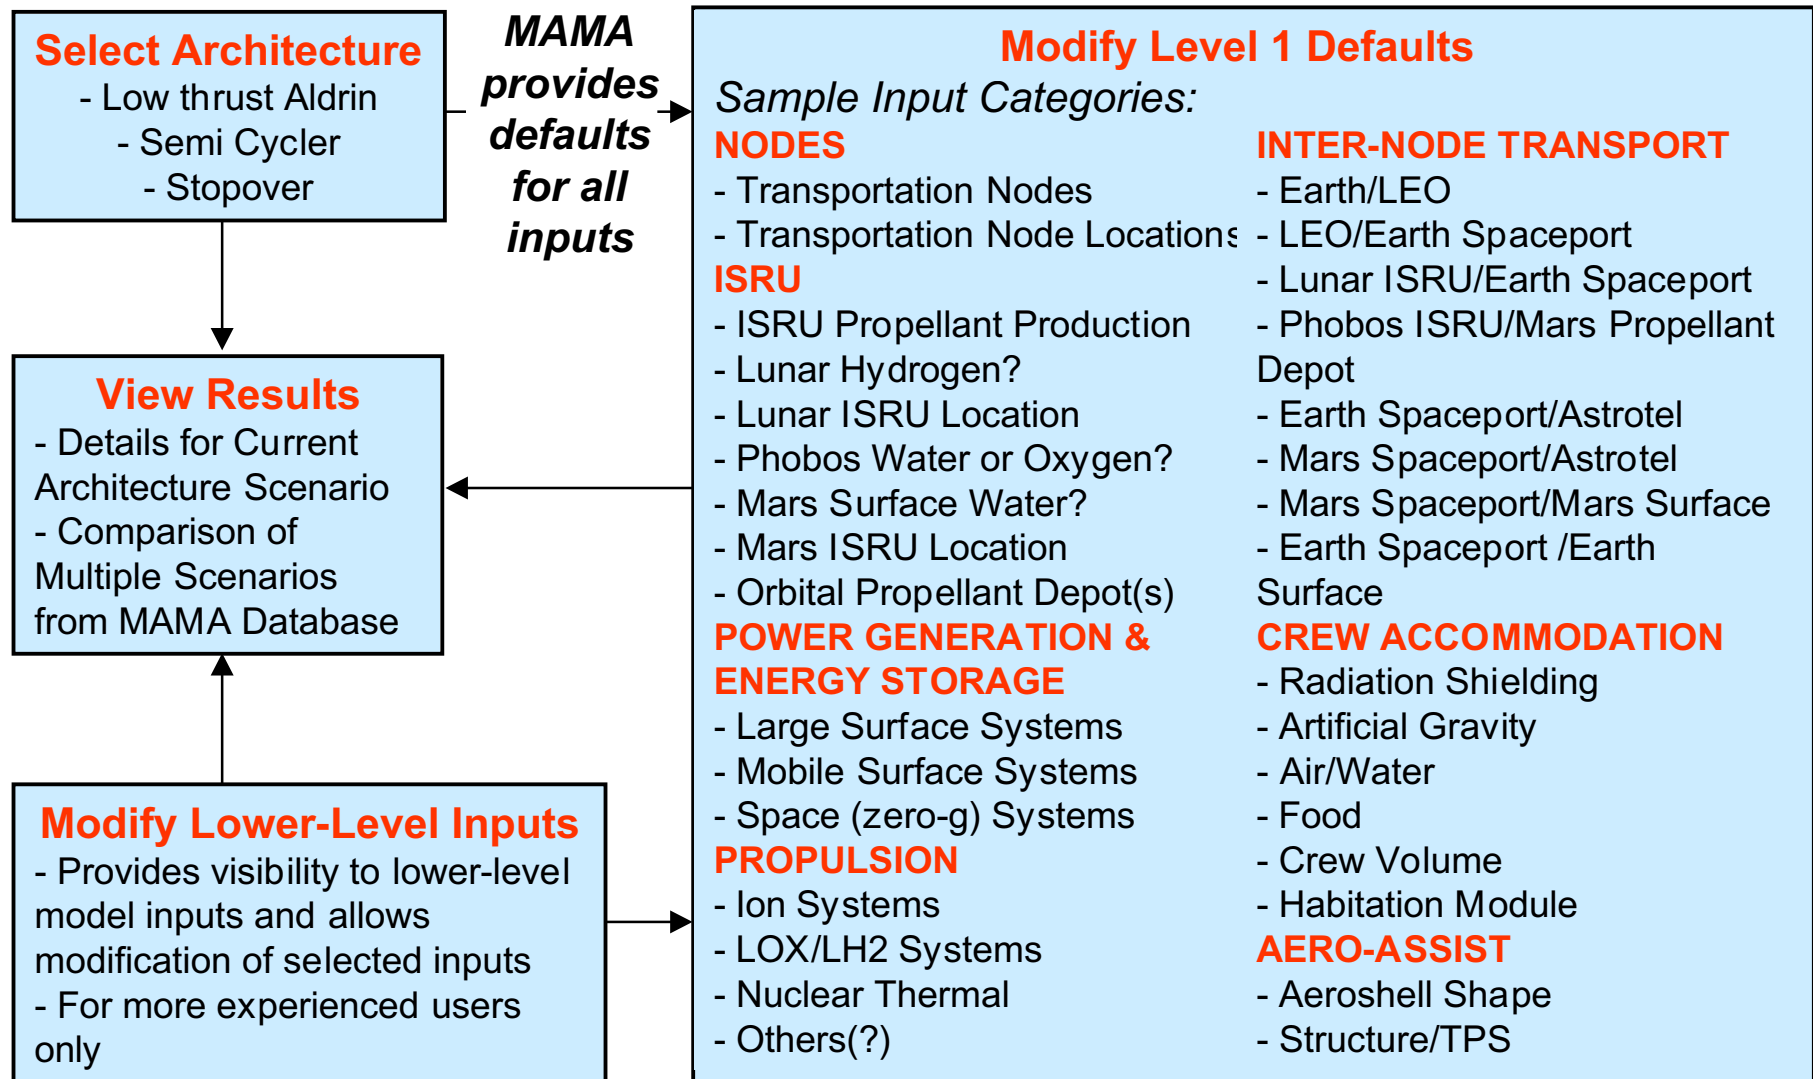 Select Architecture
- Low thrust Aldrin
- Semi Cycler
- Stopover
MAMA
provides
defaults
for all
inputs
View Results
- Details for Current
Architecture Scenario
- Comparison of
Multiple Scenarios
from MAMA Database
Modify Lower-Level Inputs
- Provides visibility to lower-level
model inputs and allows
modification of selected inputs
- For more experienced users
only
Modify Level 1 Defaults
Sample Input Categories:
NODES
- Transportation Nodes
- Transportation Node Locations
ISRU
- ISRU Propellant Production
- Lunar Hydrogen?
- Lunar ISRU Location
- Phobos Water or Oxygen?
- Mars Surface Water?
- Mars ISRU Location
- Orbital Propellant Depot(s)
POWER GENERATION &
ENERGY STORAGE
- Large Surface Systems
- Mobile Surface Systems
- Space (zero-g) Systems
PROPULSION
- Ion Systems
- LOX/LH2 Systems
- Nuclear Thermal
- Others(?)
INTER-NODE TRANSPORT
- Earth/LEO
- LEO/Earth Spaceport
- Lunar ISRU/Earth Spaceport
- Phobos ISRU/Mars Propellant
Depot
- Earth Spaceport/Astrotel
- Mars Spaceport/Astrotel
- Mars Spaceport/Mars Surface
- Earth Spaceport /Earth
Surface
CREW ACCOMMODATION
- Radiation Shielding
- Artificial Gravity
- Air/Water
- Food
- Crew Volume
- Habitation Module
AERO-ASSIST
- Aeroshell Shape
- Structure/TPS